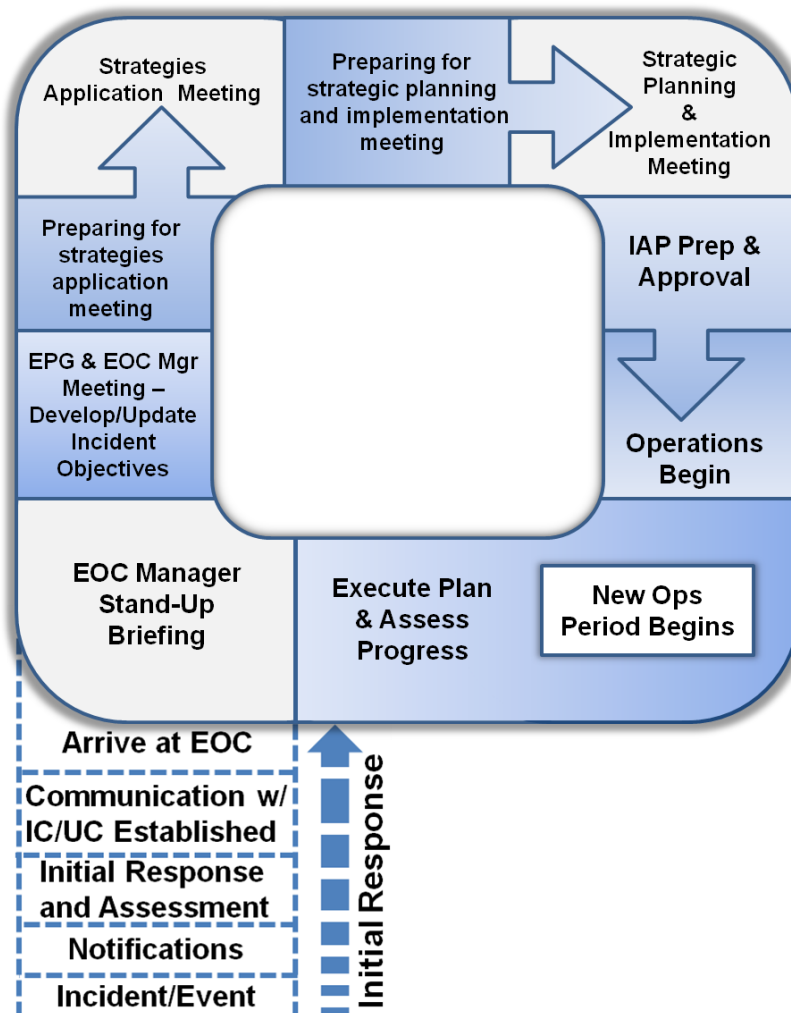 Strategies
Application Meeting
Preparing for
strategic planning
and implementation
meeting
Strategic
Planning
&
Implementation
Meeting
Preparing for
strategies
application
meeting
IAP Prep &
Approval
EPG & EOC Mgr
Meeting –
Develop/Update
Incident
Objectives
Operations
Begin
EOC Manager
Stand-Up
Briefing
Execute Plan
& Assess
Progress
New Ops
Period Begins
Arrive at EOC
Communication w/
IC/UC Established
Initial Response
and Assessment
Notifications
Incident/Event
Initial Response